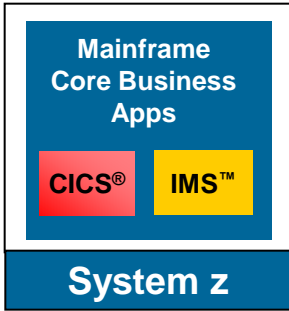 Mainframe
Core Business
Apps
CICS® IMS™
System z